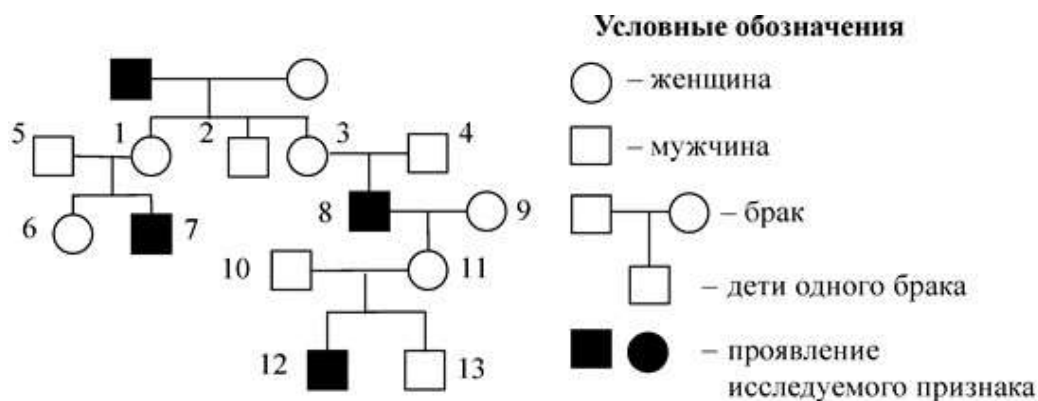 Условные обозначения
– женщина
– мужчина
– брак
– дети одного брака
– проявление
исследуемого признака
5 1 2 3 4
6 7 8 9
10 11
12 13